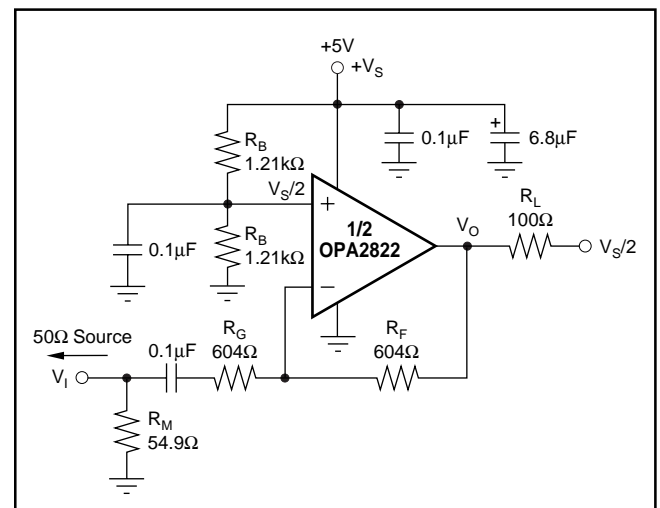 +5V
+V_S
R_B
1.21kΩ
0.1µF
+
6.8µF
V_S/2
+
1/2
OPA2822
−
V_O
R_L
100Ω
V_S/2
0.1µF
R_B
1.21kΩ
50Ω Source
0.1µF
R_G
604Ω
R_F
604Ω
V_I
R_M
54.9Ω